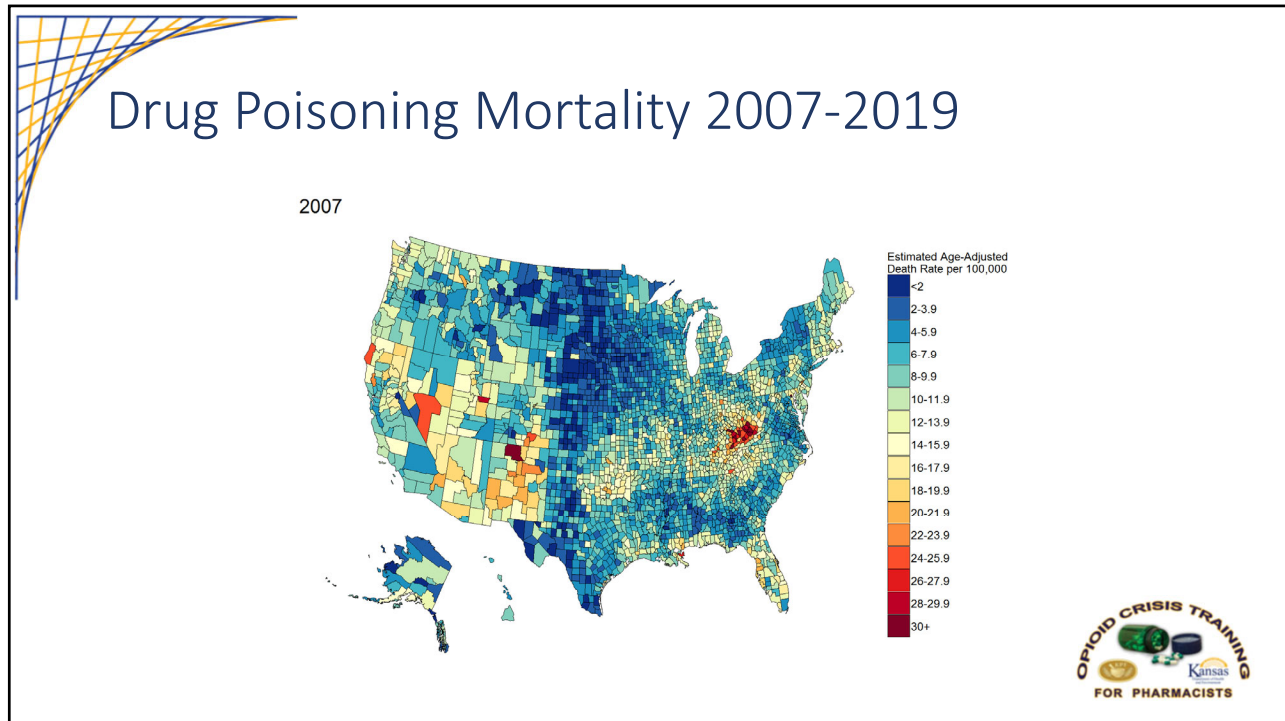 Drug Poisoning Mortality 2007-2019
2007
Estimated Age-Adjusted
Death Rate per 100,000
<2
2-3.9
4-5.9
6-7.9
8-9.9
10-11.9
12-13.9
14-15.9
16-17.9
18-19.9
20-21.9
22-23.9
24-25.9
26-27.9
28-29.9
30+
OPIOID CRISIS TRAINING
Kansas
FOR PHARMACISTS